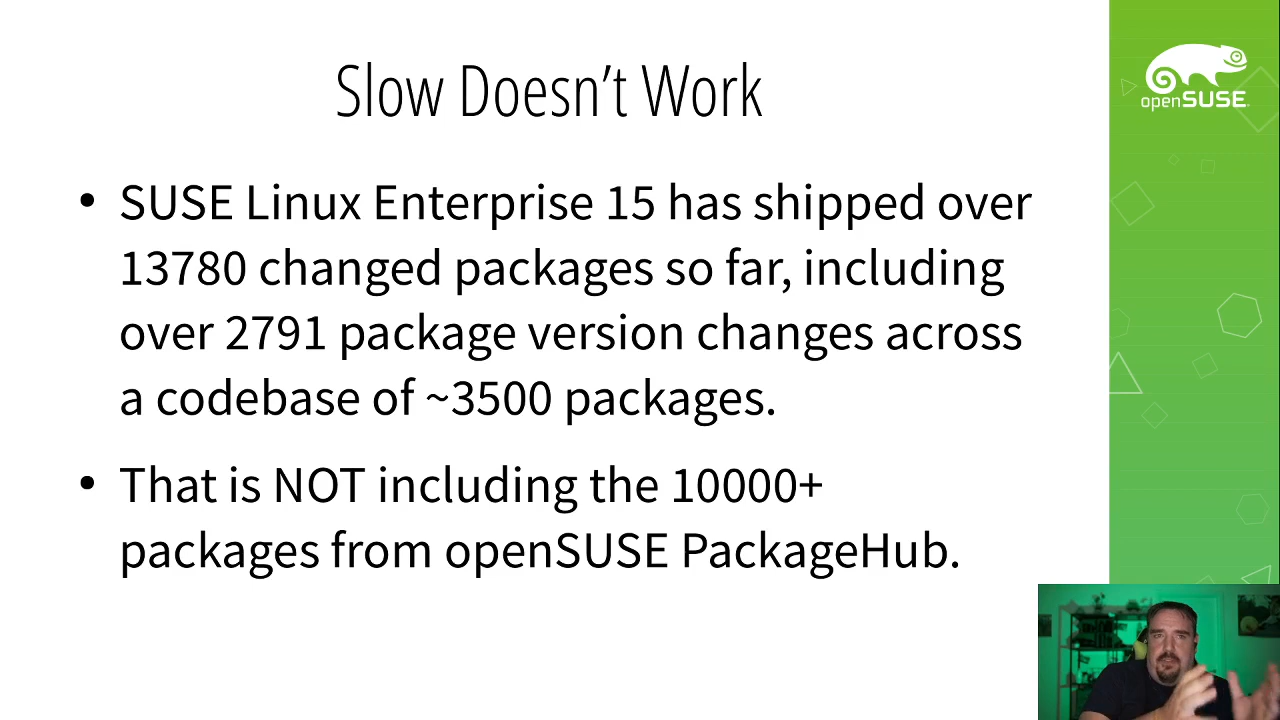 Slow Doesn’t Work
openSUSE
• SUSE Linux Enterprise 15 has shipped over
13780 changed packages so far, including
over 2791 package version changes across
a codebase of ~3500 packages.
• That is NOT including the 10000+
packages from openSUSE PackageHub.